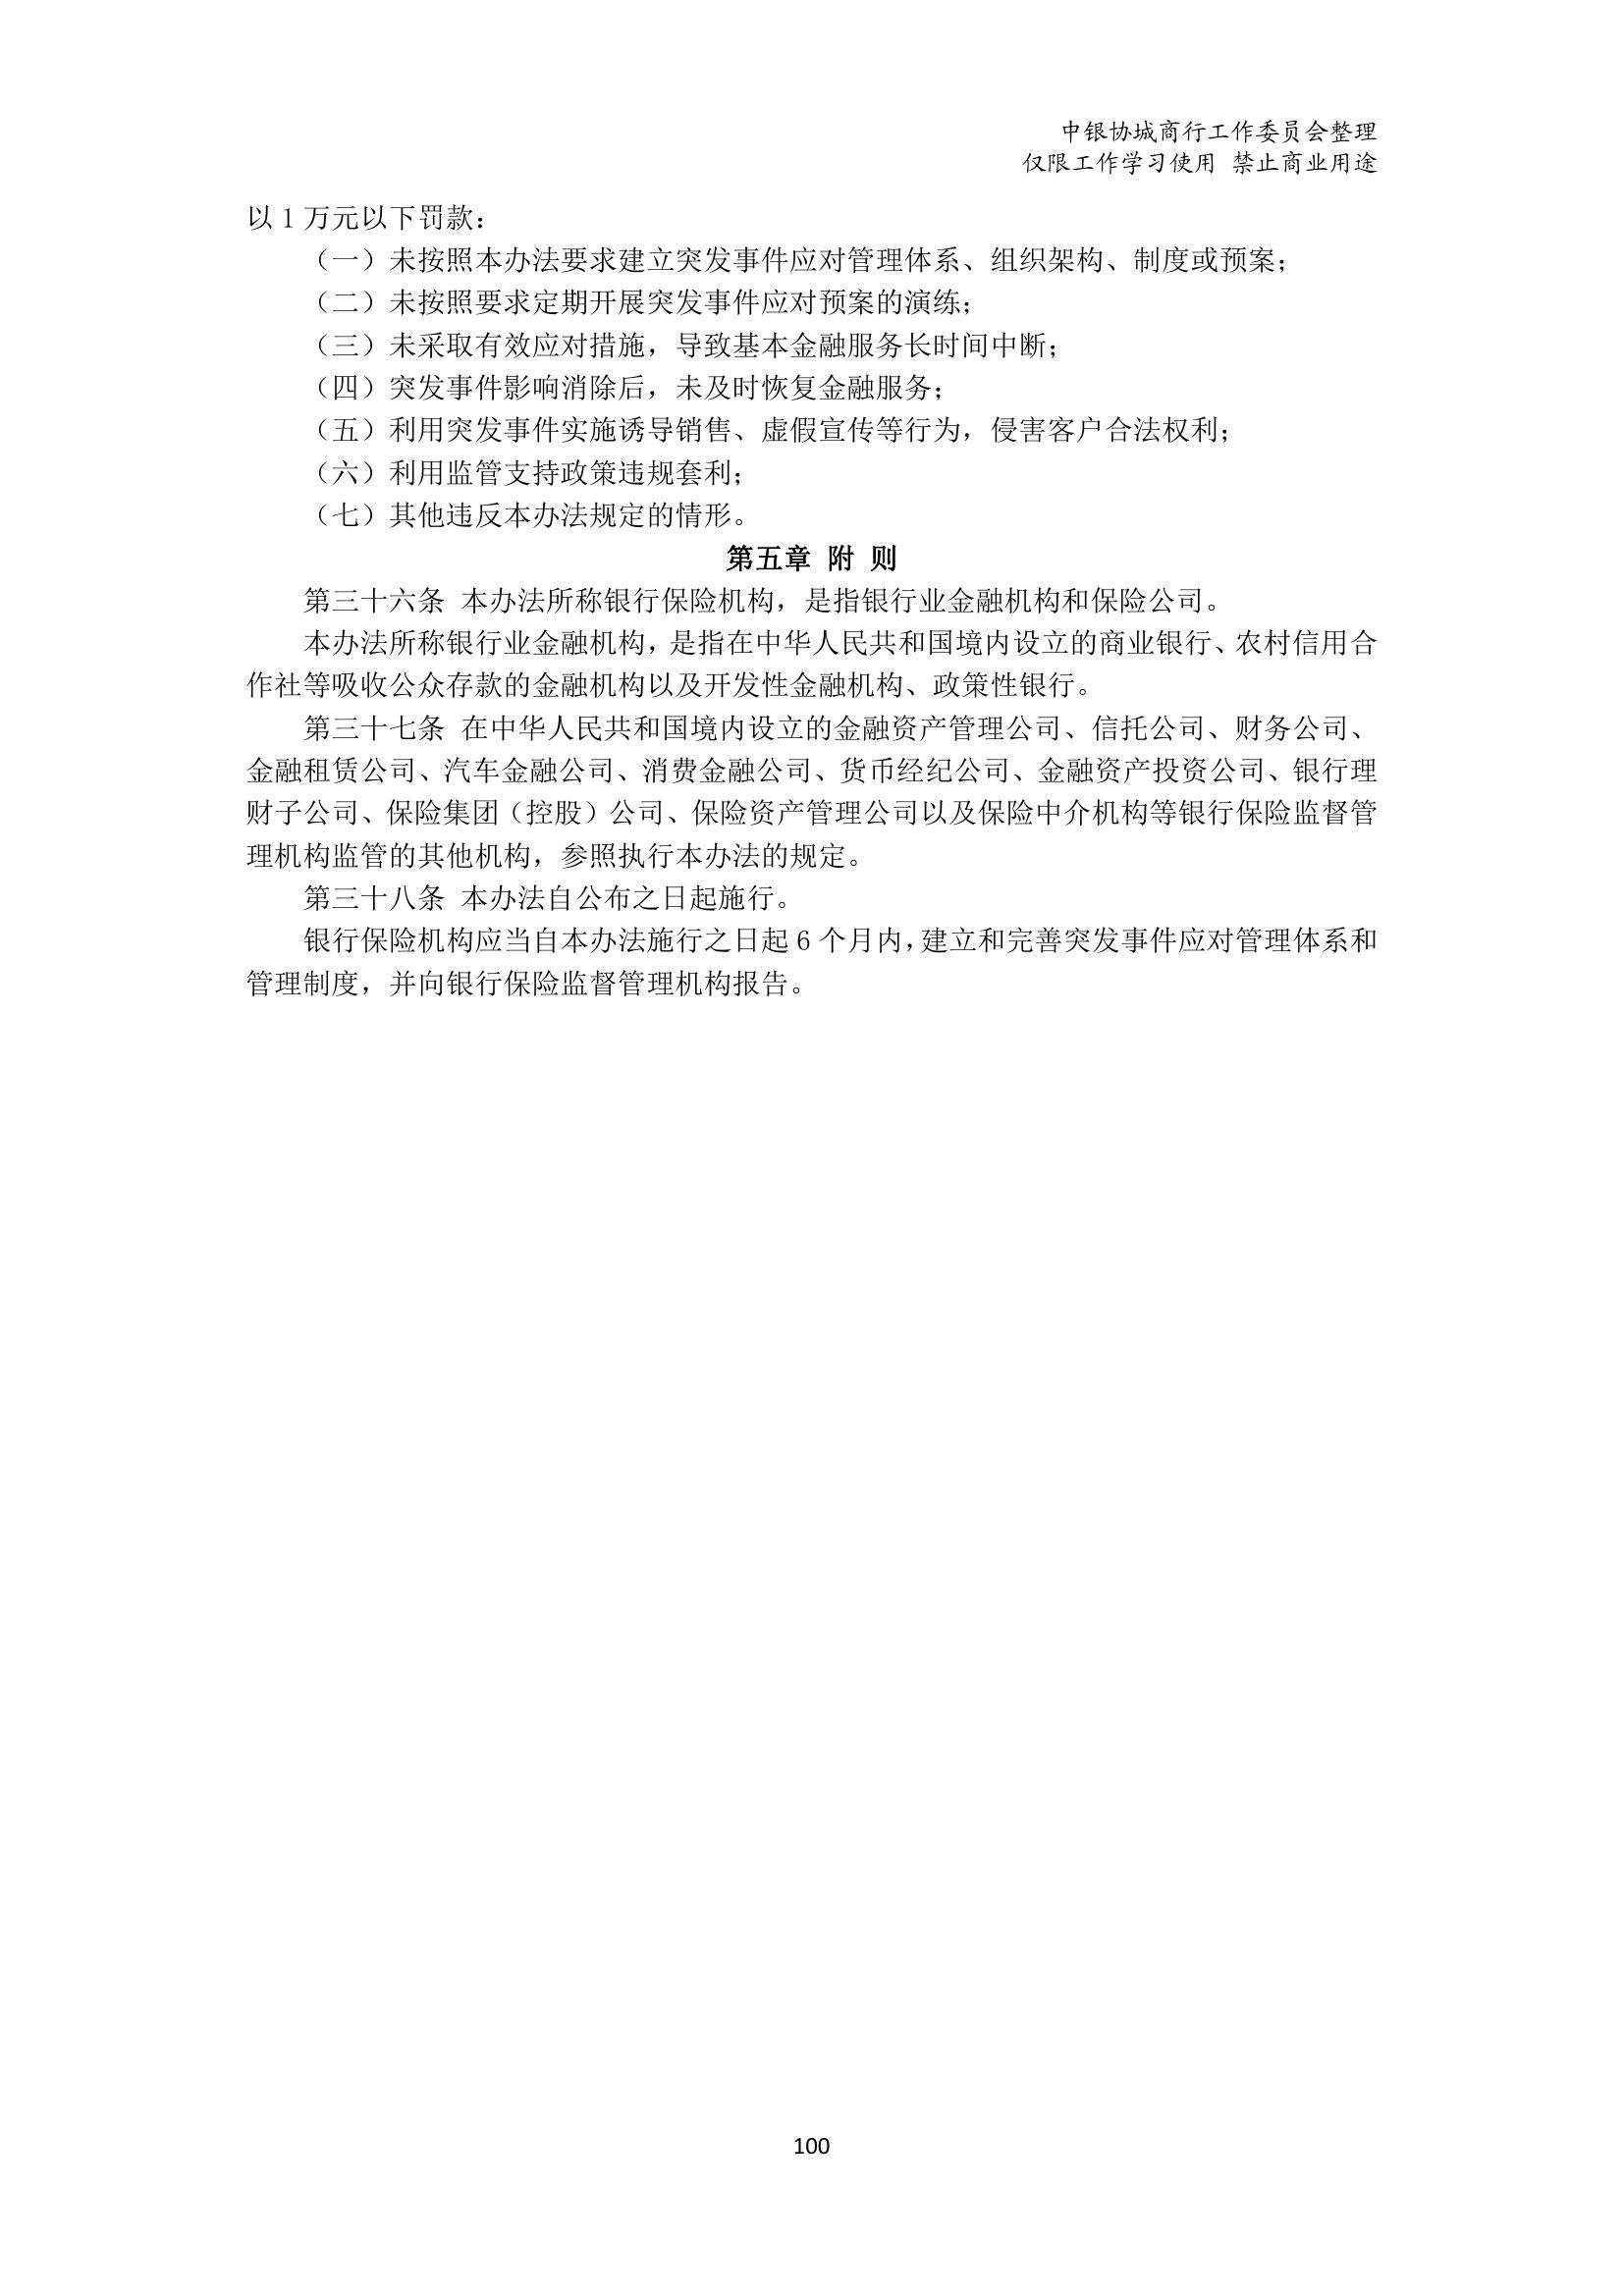 中银协城商行工作委员会整理
仅限工作学习使用 禁止商业用途
以 1 万元以下罚款：
（一）未按照本办法要求建立突发事件应对管理体系、组织架构、制度或预案；
（二）未按照要求定期开展突发事件应对预案的演练；
（三）未采取有效应对措施，导致基本金融服务长时间中断；
（四）突发事件影响消除后，未及时恢复金融服务；
（五）利用突发事件实施诱导销售、虚假宣传等行为，侵害客户合法权利；
（六）利用监管支持政策违规套利；
（七）其他违反本办法规定的情形。
第五章 附 则
第三十六条 本办法所称银行保险机构，是指银行业金融机构和保险公司。
本办法所称银行业金融机构，是指在中华人民共和国境内设立的商业银行、农村信用合
作社等吸收公众存款的金融机构以及开发性金融机构、政策性银行。
第三十七条 在中华人民共和国境内设立的金融资产管理公司、信托公司、财务公司、
金融租赁公司、汽车金融公司、消费金融公司、货币经纪公司、金融资产投资公司、银行理
财子公司、保险集团（控股）公司、保险资产管理公司以及保险中介机构等银行保险监督管
理机构监管的其他机构，参照执行本办法的规定。
第三十八条 本办法自公布之日起施行。
银行保险机构应当自本办法施行之日起 6 个月内，建立和完善突发事件应对管理体系和
管理制度，并向银行保险监督管理机构报告。
100